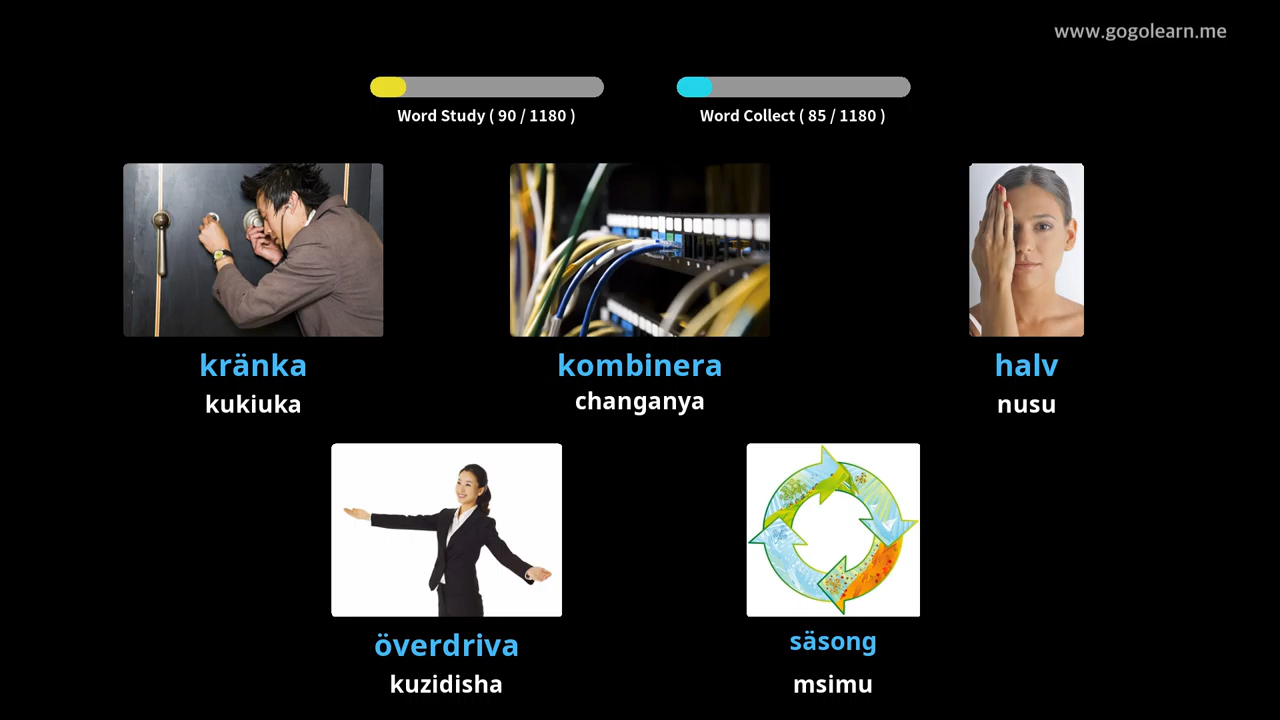 www.gogolearn.me
Word Study ( 90 / 1180 )
Word Collect ( 85 / 1180 )
kränka
kukiuka
kombinera
changanya
halv
nusu
överdriva
kuzidisha
säsong
msimu